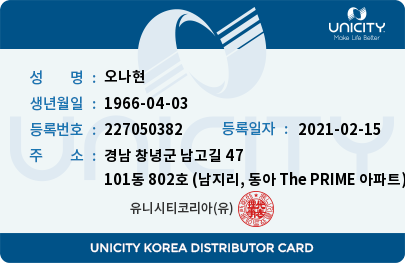 UNICITY
Make Life Better
성 명 : 오나현
생년월일 : 1966-04-03
등록번호 : 227050382 등록일자 : 2021-02-15
주 소 : 경남 창녕군 남고길 47
101동 802호 (남지리, 동아 The PRIME 아파트)
유니시티코리아(유)
UNICITY KOREA DISTRIBUTOR CARD